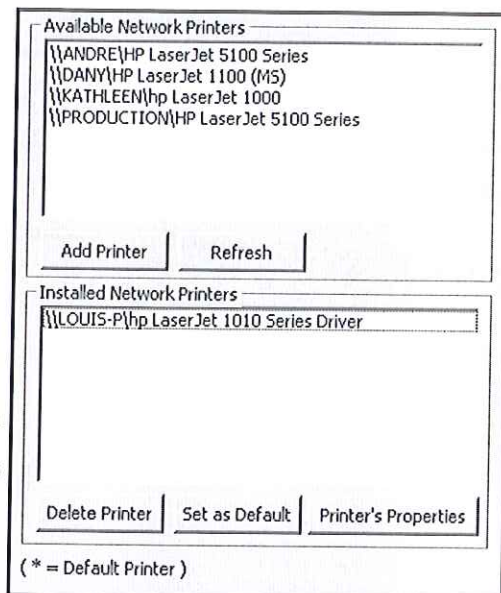 Available Network Printers
\\ANDRE\HP LaserJet 5100 Series
\\DANY\HP LaserJet 1100 (MS)
\\KATHLEEN\hp LaserJet 1000
\\PRODUCTION\HP LaserJet 5100 Series
Add Printer Refresh
Installed Network Printers
\\LOUIS-P\hp LaserJet 1010 Series Driver
Delete Printer Set as Default Printer's Properties
( * = Default Printer )